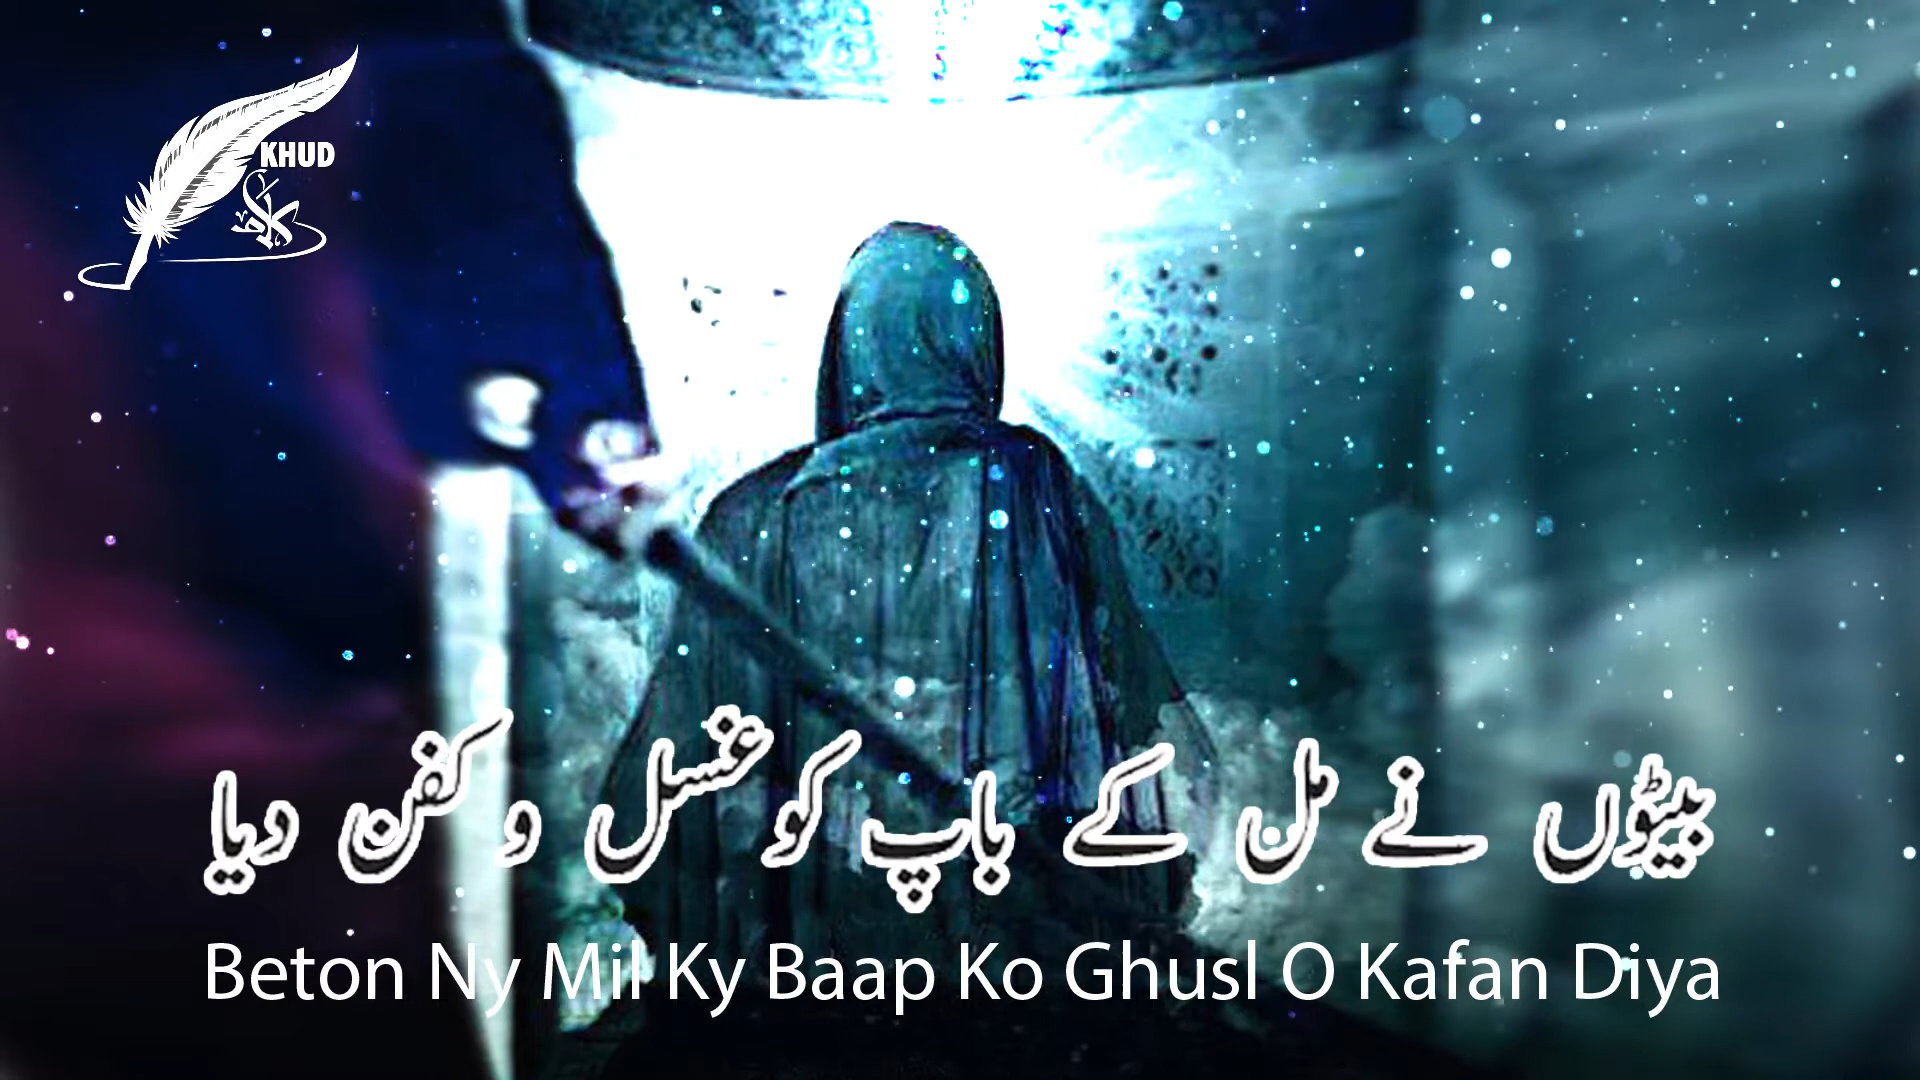 KHUD
بیٹوں نے مل کے باپ کو غسل و کفن دیا
Beton Ny Mil Ky Baap Ko Ghusl O Kafan Diya